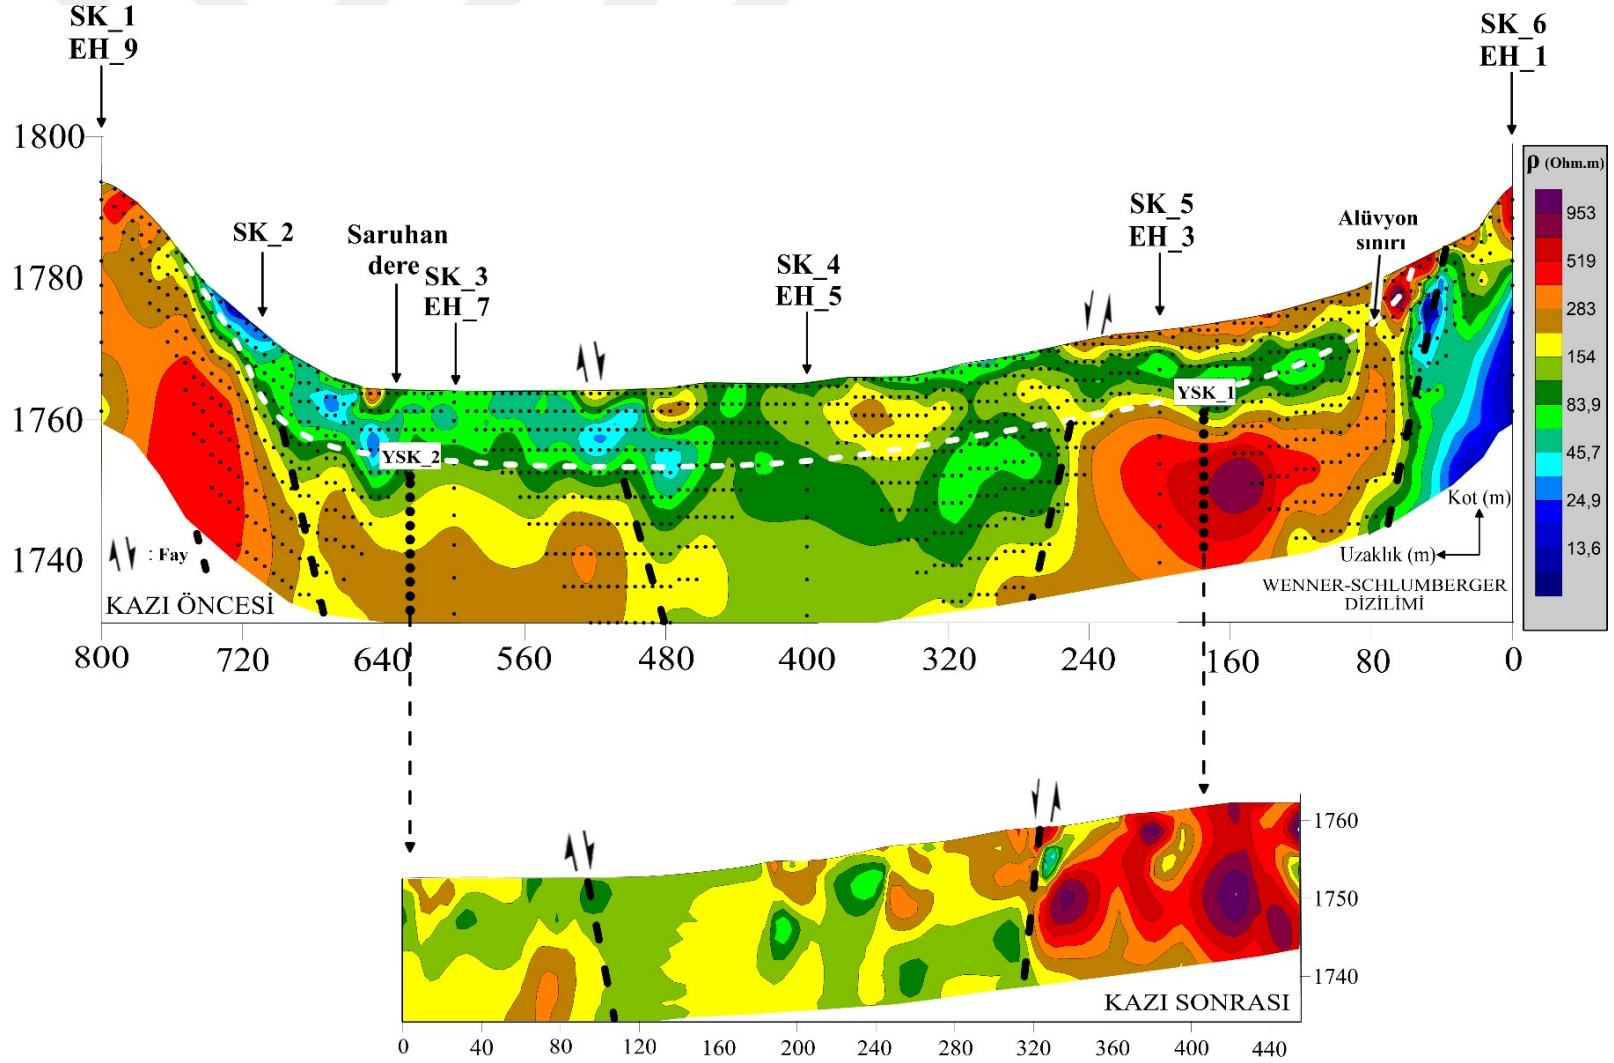 SK_1
EH_9
SK_6
EH_1
1800
ρ (Ohm.m)
SK_5
EH_3
953
Alüvyon
sınırı
SK_2
Saruhan
dere
519
SK_3
EH_7
SK_4
EH_5
1780
283
154
YSK_1
83,9
1760
YSK_2
45,7
Kot (m)
24,9
: Fay
Uzaklık (m)
13,6
1740
WENNER-SCHLUMBERGER
DİZİLİMİ
KAZI ÖNCESİ
800 720 640 560 480 400 320 240 160 80 0
1760
1750
1740
KAZI SONRASI
0 40 80 120 160 200 240 280 320 360 400 440